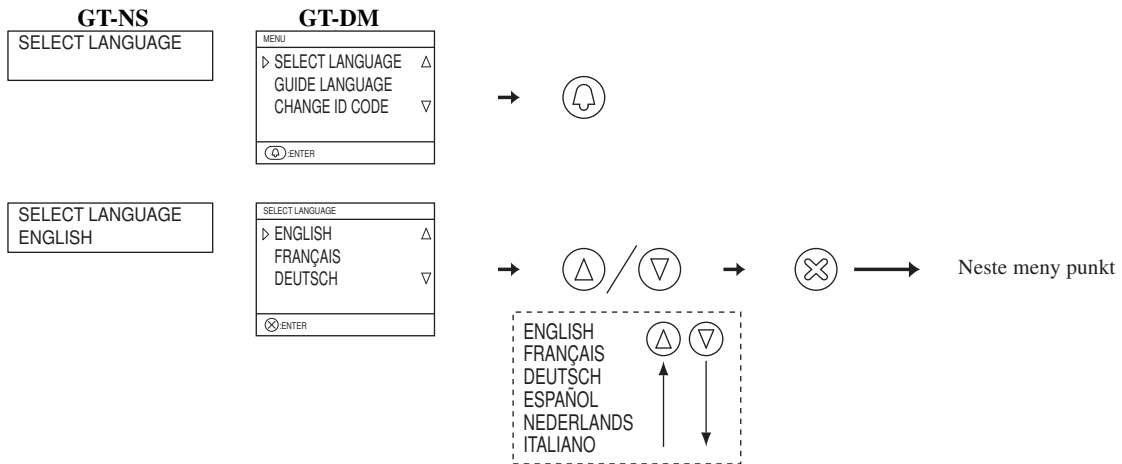 GT-NS
GT-DM
SELECT LANGUAGE
MENU
SELECT LANGUAGE
GUIDE LANGUAGE
CHANGE ID CODE
:ENTER
SELECT LANGUAGE
ENGLISH
SELECT LANGUAGE
ENGLISH
FRANÇAIS
DEUTSCH
:ENTER
Neste meny punkt
ENGLISH
FRANÇAIS
DEUTSCH
ESPAÑOL
NEDERLANDS
ITALIANO